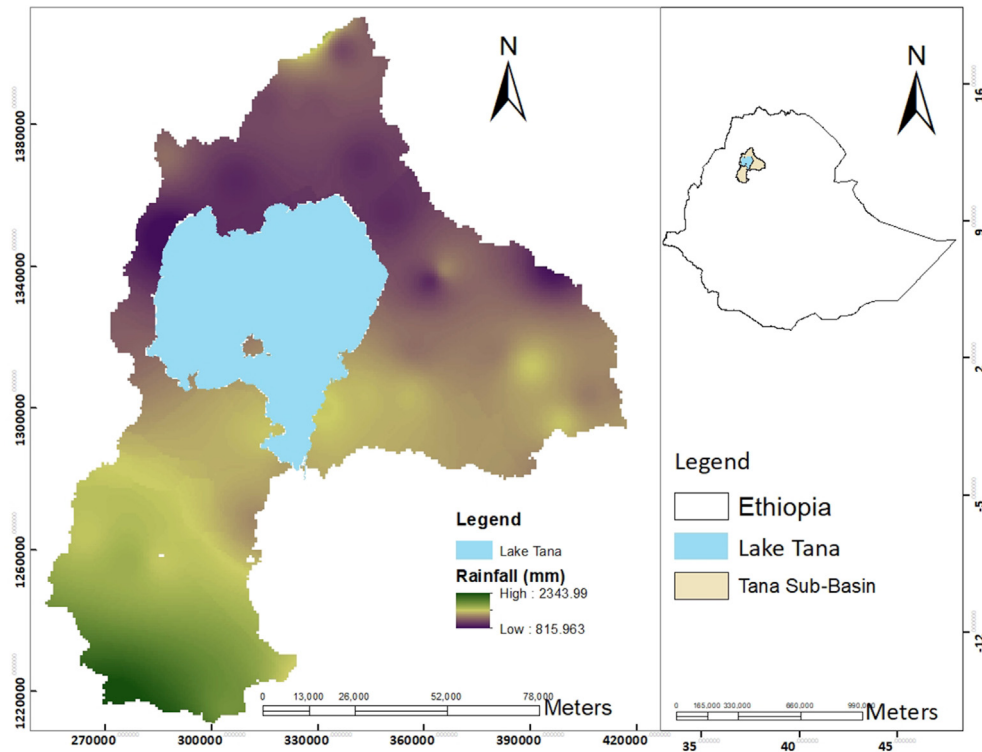 N
1380000
1340000
1300000
1260000
1220000
270000
300000
330000
360000
390000
420000
Legend
Lake Tana
Rainfall (mm)
High : 2343.99
Low : 815.963
0 13,000 26,000 52,000 78,000
Meters
N
Legend
Ethiopia
Lake Tana
Tana Sub-Basin
0 165,000 330,000 660,000 990,000
Meters
35
40
45
16
9
2
-5
-12